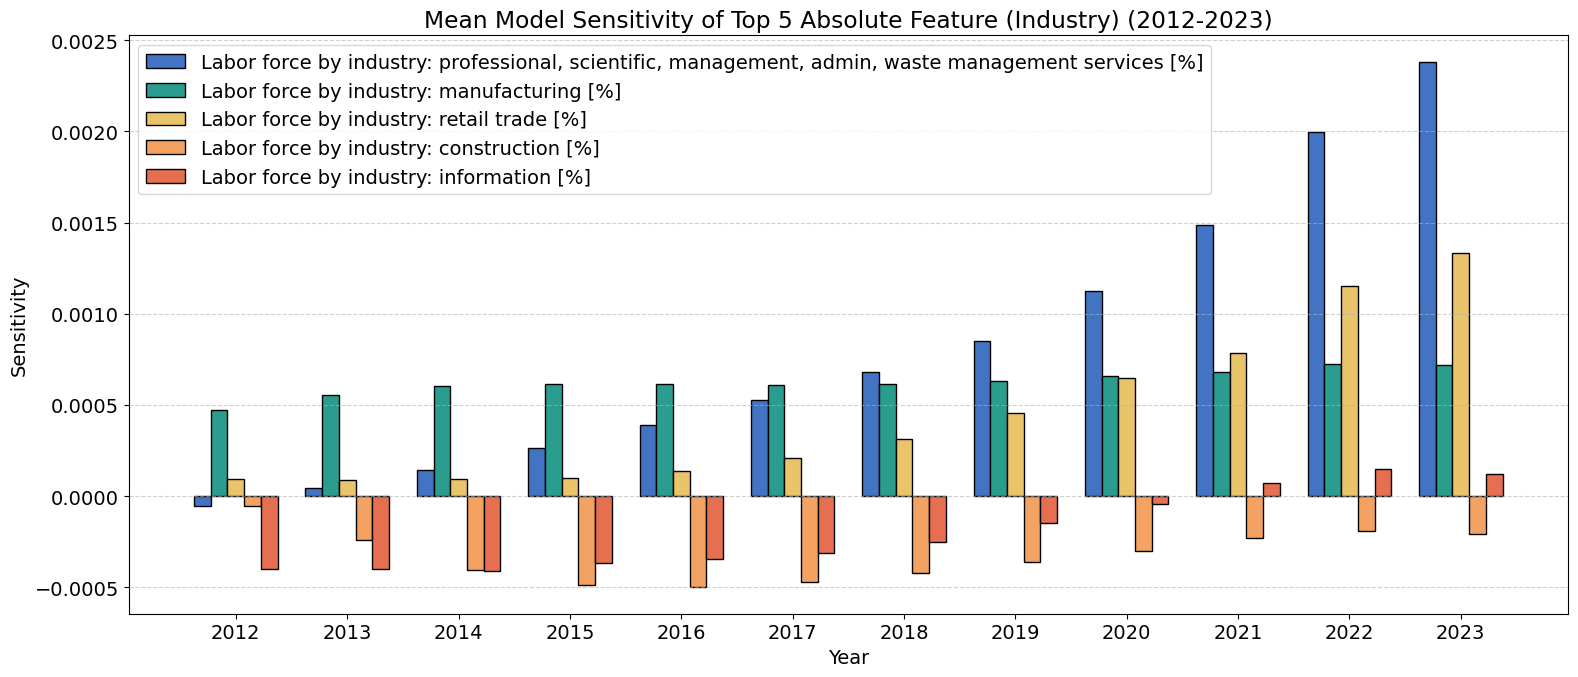 Mean Model Sensitivity of Top 5 Absolute Feature (Industry) (2012-2023)
Labor force by industry: professional, scientific, management, admin, waste management services [%]
Labor force by industry: manufacturing [%]
Labor force by industry: retail trade [%]
Labor force by industry: construction [%]
Labor force by industry: information [%]
Sensitivity
0.0025
0.0020
0.0015
0.0010
0.0005
0.0000
−0.0005
2012 2013 2014 2015 2016 2017 2018 2019 2020 2021 2022 2023
Year